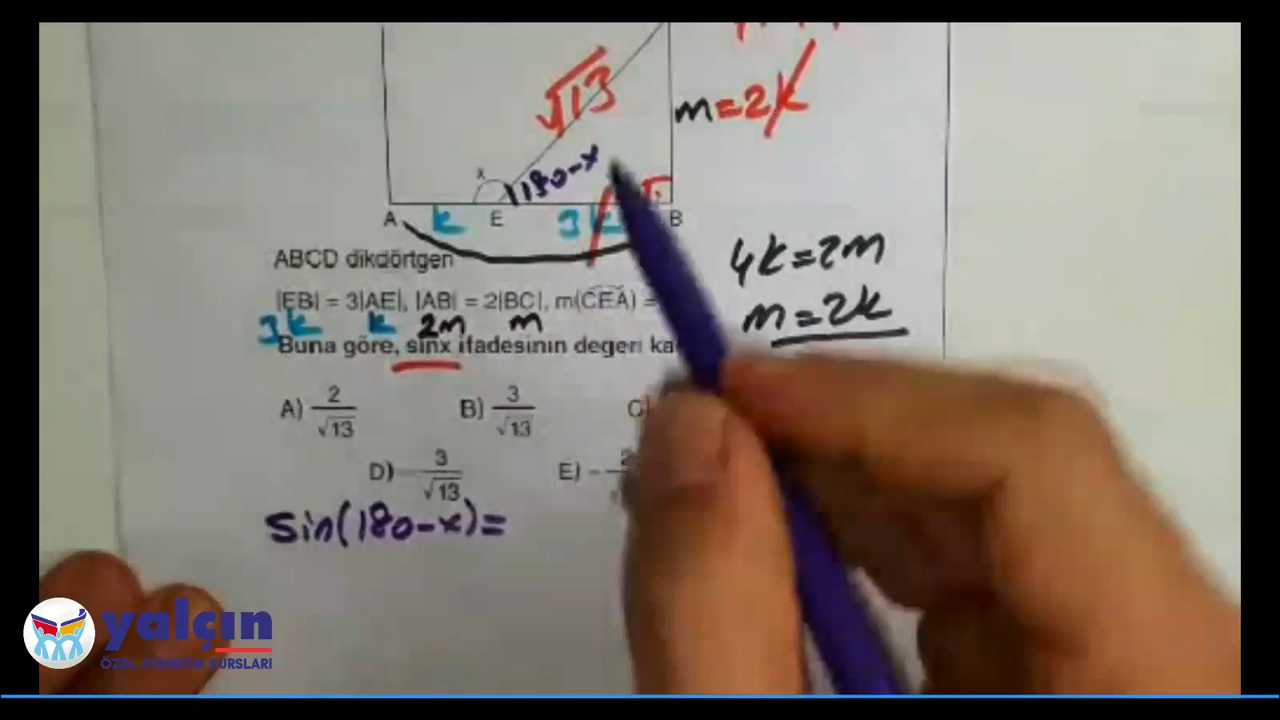 √13
m=2k
x
180-x
A k E 3k B
4k=2m
ABCD dikdörtgen
|EB| = 3|AE|, |AB| = 2|BC|, m(CEA) =
m=2k
3k k 2m m
Buna göre, sinx ifadesinin değeri ka
A) 2/√13 B) 3/√13
D) - 3/√13 E) - 2
sin(180-x)=
yalçın
ÖZEL ÖĞRETİM KURSLARI